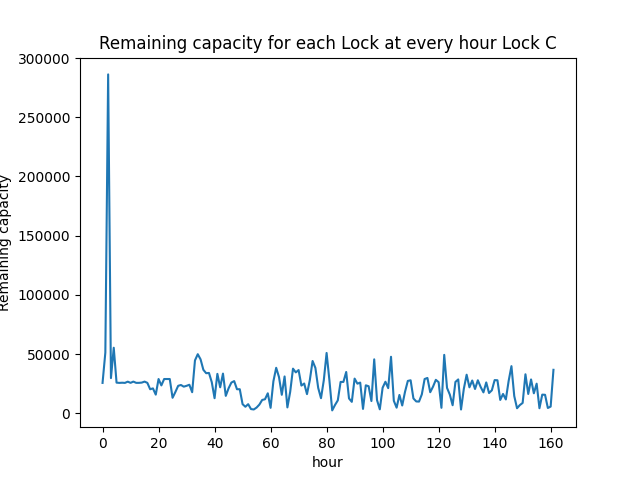 Remaining capacity for each Lock at every hour Lock C
300000
250000
200000
150000
100000
50000
0
Remaining capacity
0 20 40 60 80 100 120 140 160
hour